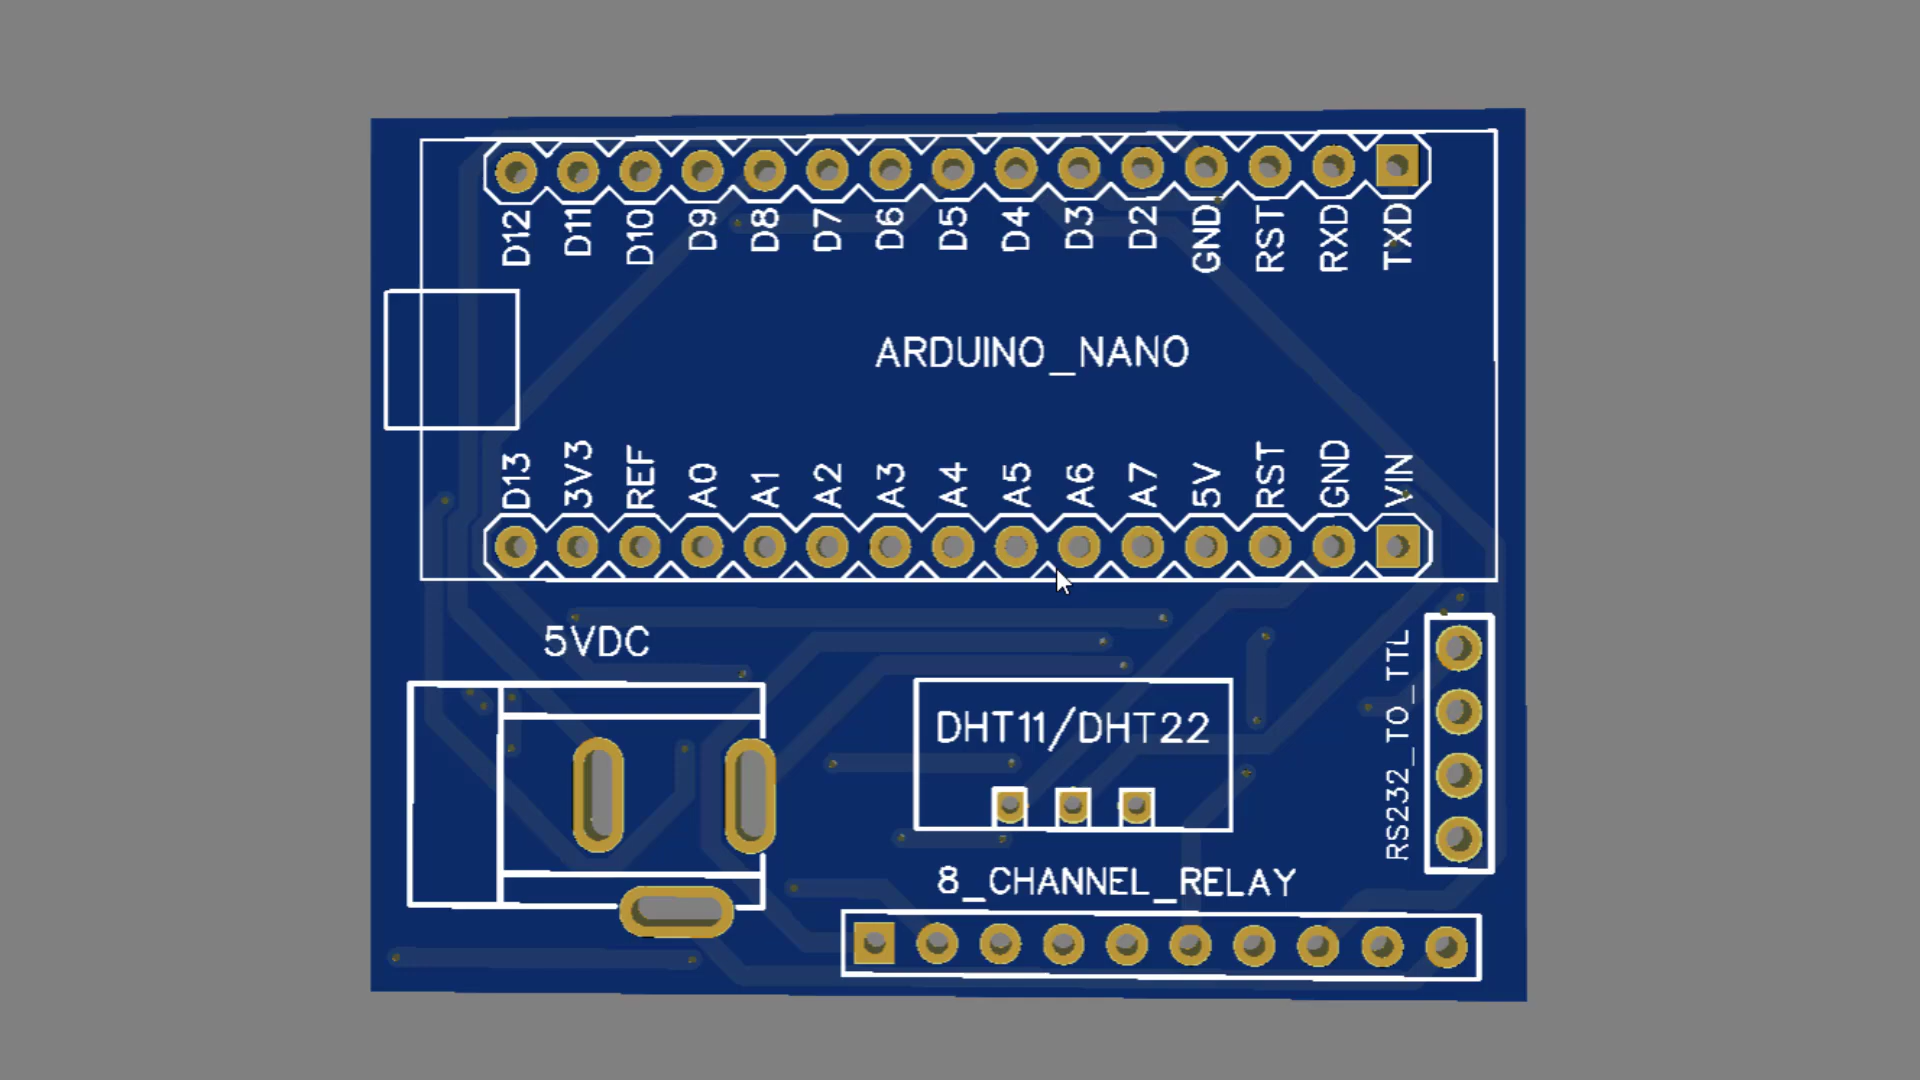 D12 D11 D10 D9 D8 D7 D6 D5 D4 D3 D2 GND RST RXD TXD
ARDUINO_NANO
D13 3V3 REF A0 A1 A2 A3 A4 A5 A6 A7 5V RST GND VIN
5VDC
RS232_TO_TTL
DHT11/DHT22
8_CHANNEL_RELAY